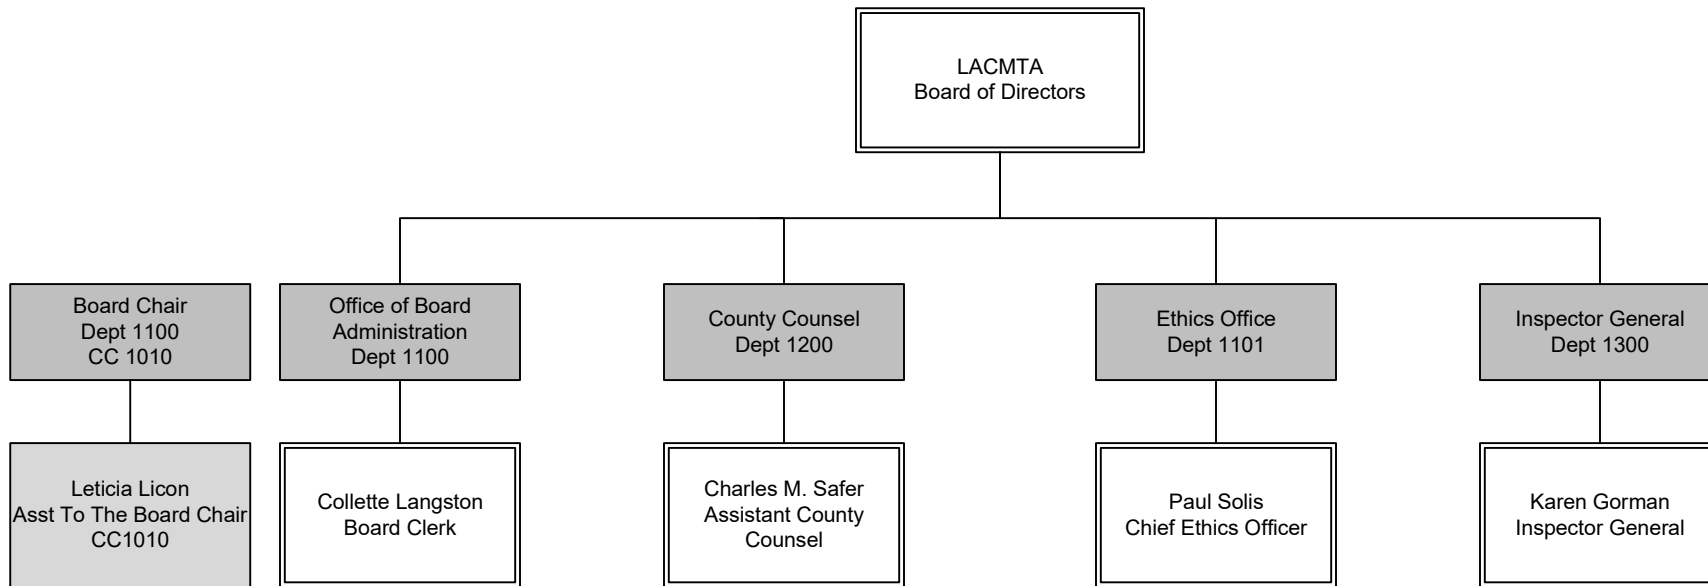 LACMTA
Board of Directors
Board Chair
Dept 1100
CC 1010
Office of Board
Administration
Dept 1100
County Counsel
Dept 1200
Ethics Office
Dept 1101
Inspector General
Dept 1300
Leticia Licon
Asst To The Board Chair
CC1010
Collette Langston
Board Clerk
Charles M. Safer
Assistant County
Counsel
Paul Solis
Chief Ethics Officer
Karen Gorman
Inspector General